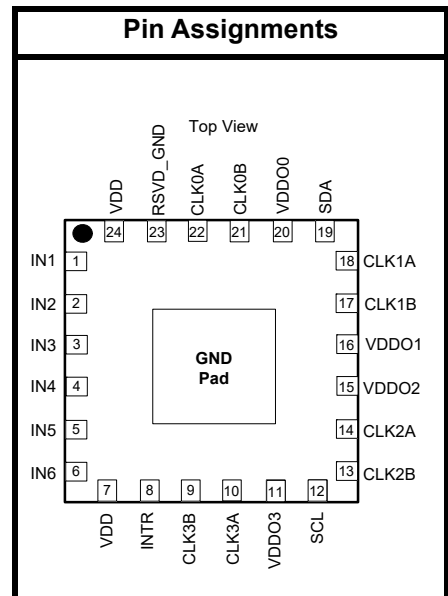 Pin Assignments
Top View
VDD
RSVD_GND
CLK0A
CLK0B
VDDO0
SDA
24
23
22
21
20
19
IN1
1
18
CLK1A
IN2
2
17
CLK1B
IN3
3
16
VDDO1
GND
Pad
IN4
4
15
VDDO2
IN5
5
14
CLK2A
IN6
6
13
CLK2B
7
8
9
10
11
12
VDD
INTR
CLK3B
CLK3A
VDDO3
SCL